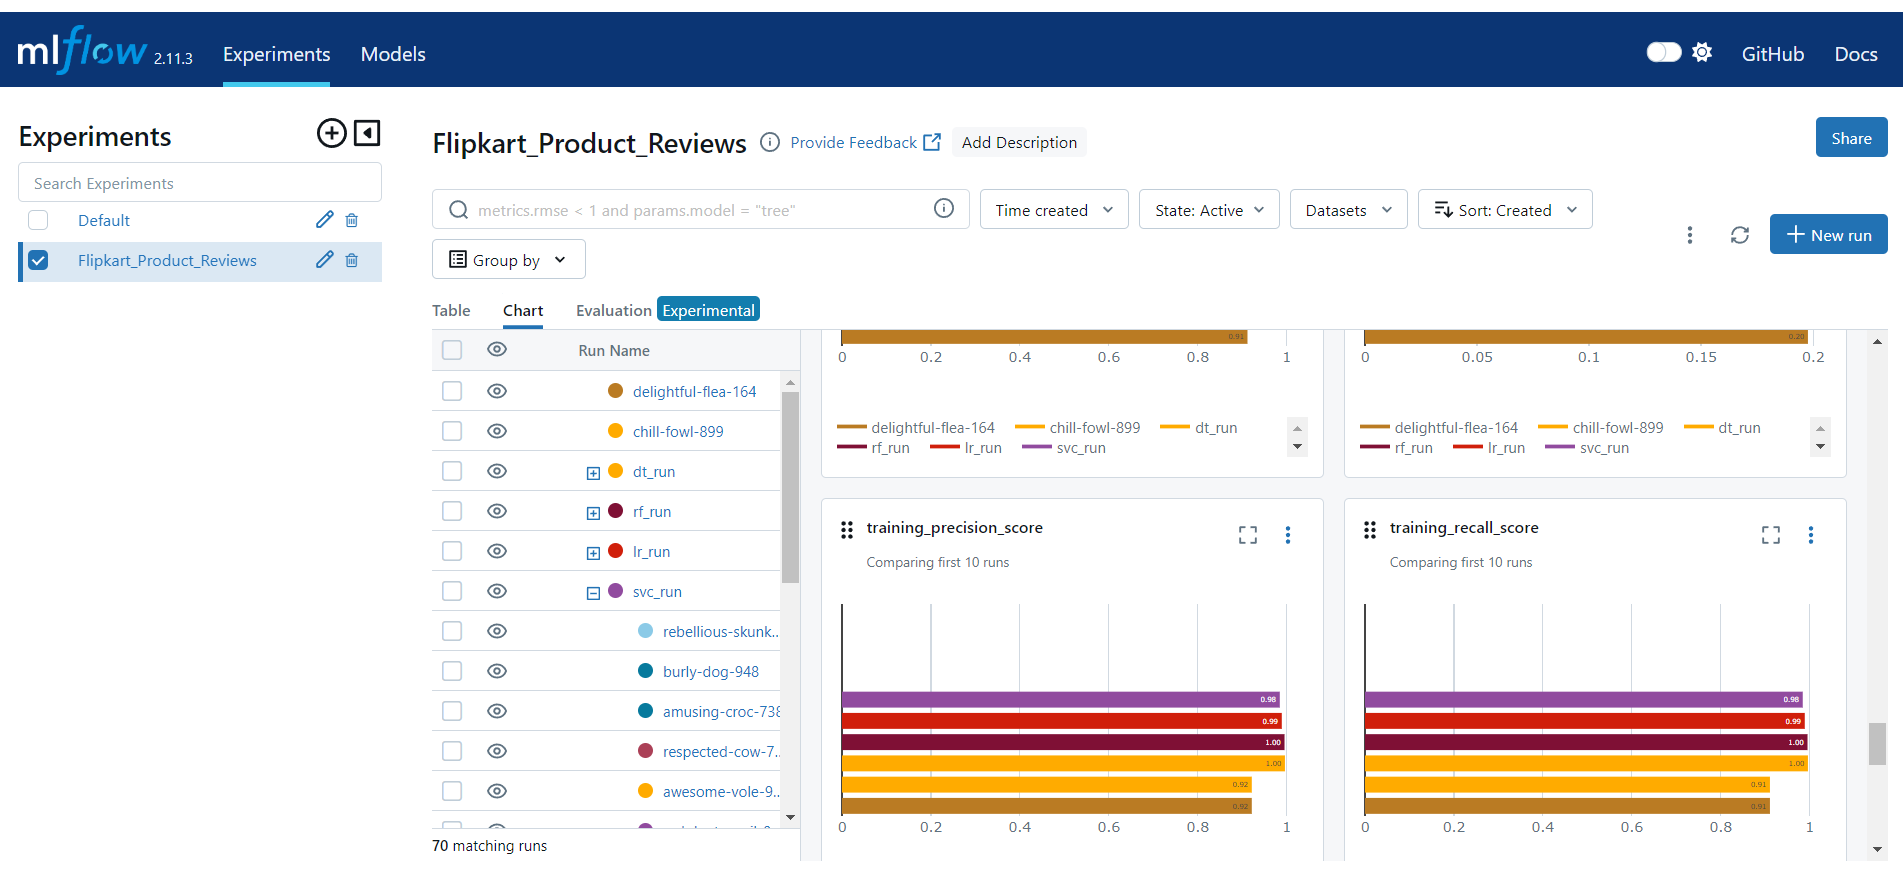 mlflow 2.11.3 Experiments Models GitHub Docs
Experiments
Search Experiments
Default
Flipkart_Product_Reviews
Flipkart_Product_Reviews Provide Feedback Add Description Share
metrics.rmse < 1 and params.model = "tree" Time created State: Active Datasets Sort: Created
Group by
New run
Table Chart Evaluation Experimental
Run Name
delightful-flea-164
chill-fowl-899
dt_run
rf_run
lr_run
svc_run
rebellious-skunk...
burly-dog-948
amusing-croc-738
respected-cow-7...
awesome-vole-9...
70 matching runs
0.91
0 0.2 0.4 0.6 0.8 1
delightful-flea-164 chill-fowl-899 dt_run
rf_run lr_run svc_run
0.20
0 0.05 0.1 0.15 0.2
delightful-flea-164 chill-fowl-899 dt_run
rf_run lr_run svc_run
training_precision_score
Comparing first 10 runs
0.98
0.99
1.00
1.00
0.92
0.92
0 0.2 0.4 0.6 0.8 1
training_recall_score
Comparing first 10 runs
0.98
0.99
1.00
1.00
0.91
0.91
0 0.2 0.4 0.6 0.8 1